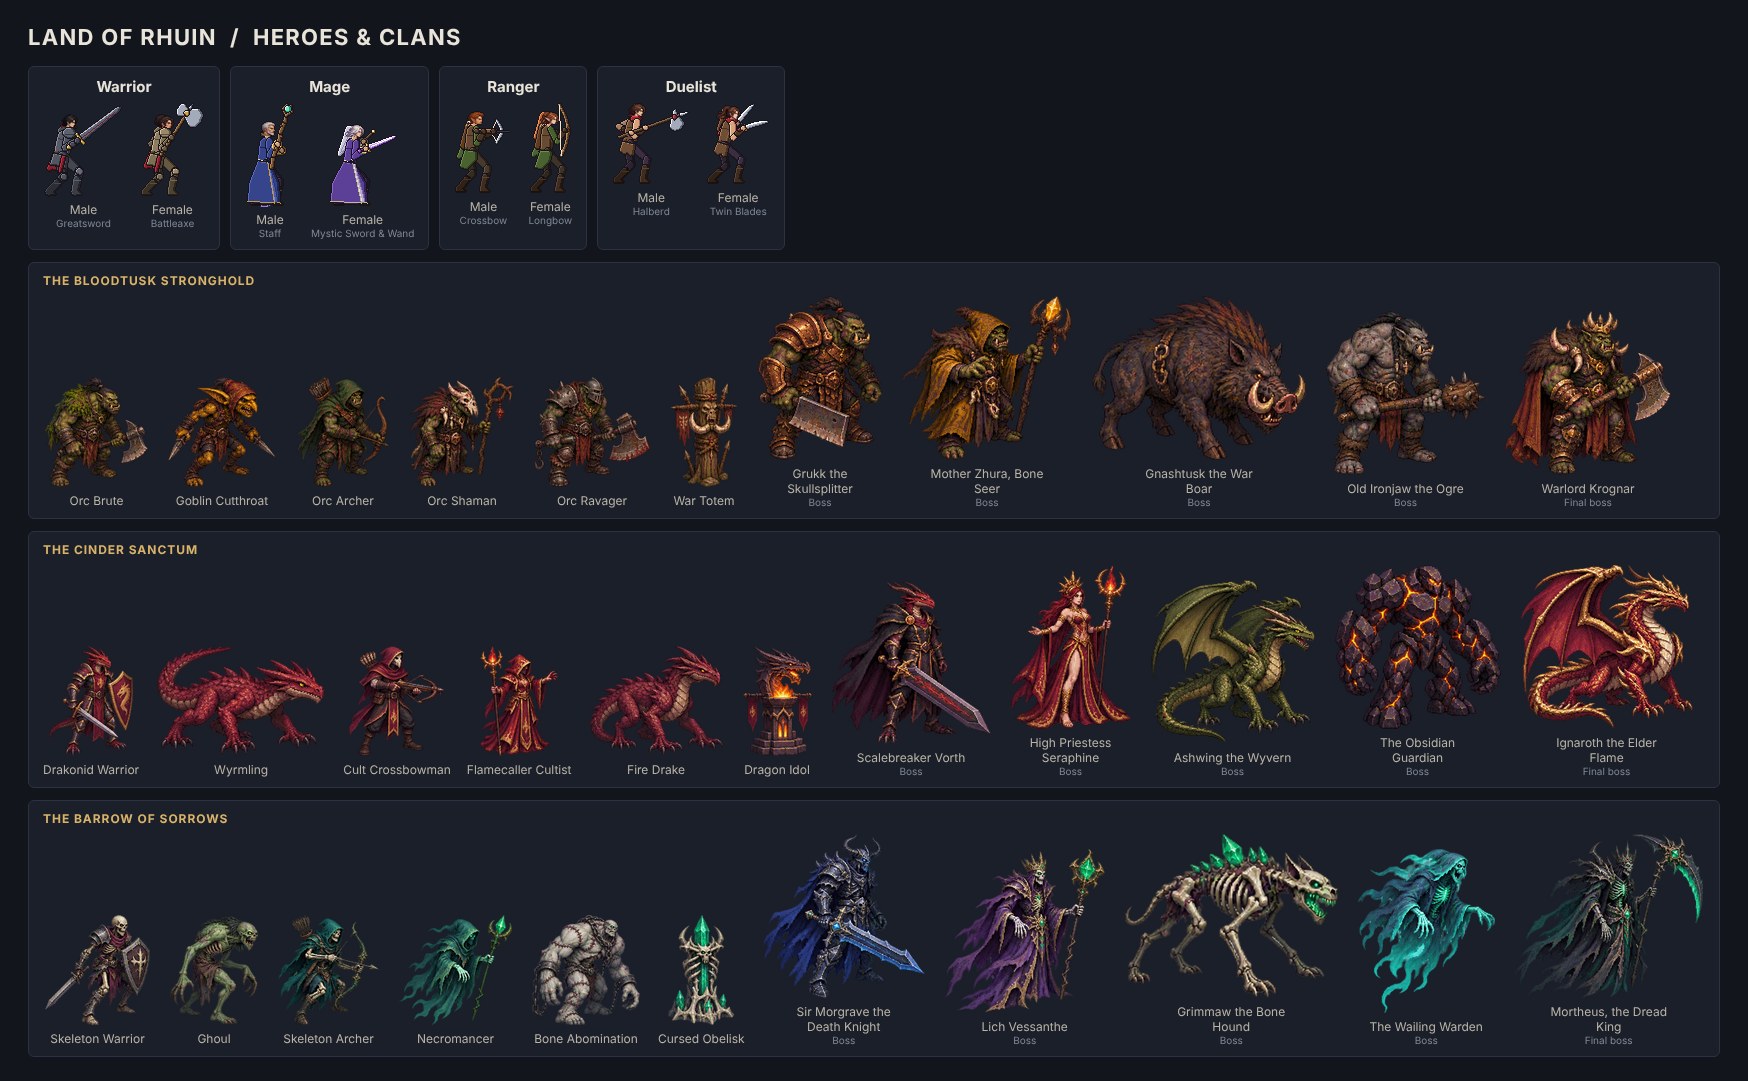 LAND OF RHUIN / HEROES & CLANS
Warrior
Male
Greatsword
Female
Battleaxe
Mage
Male
Staff
Female
Mystic Sword & Wand
Ranger
Male
Crossbow
Female
Longbow
Duelist
Male
Halberd
Female
Twin Blades
THE BLOODTUSK STRONGHOLD
Orc Brute
Goblin Cutthroat
Orc Archer
Orc Shaman
Orc Ravager
War Totem
Grukk the
Skullsplitter
Boss
Mother Zhura, Bone
Seer
Boss
Gnashtusk the War
Boar
Boss
Old Ironjaw the Ogre
Boss
Warlord Krognar
Final boss
THE CINDER SANCTUM
Drakonid Warrior
Wyrmling
Cult Crossbowman
Flamecaller Cultist
Fire Drake
Dragon Idol
Scalebreaker Vorth
Boss
High Priestess
Seraphine
Boss
Ashwing the Wyvern
Boss
The Obsidian
Guardian
Boss
Ignaroth the Elder
Flame
Final boss
THE BARROW OF SORROWS
Skeleton Warrior
Ghoul
Skeleton Archer
Necromancer
Bone Abomination
Cursed Obelisk
Sir Morgrave the
Death Knight
Boss
Lich Vessanthe
Boss
Grimmaw the Bone
Hound
Boss
The Wailing Warden
Boss
Mortheus, the Dread
King
Final boss